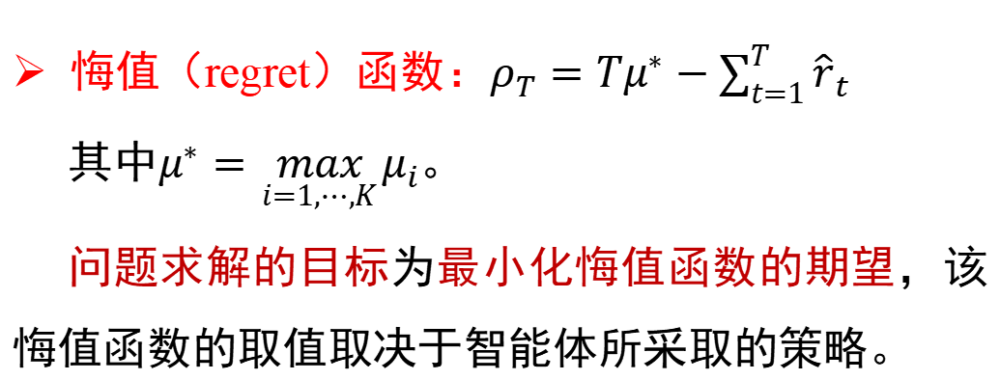 ➢ 悔值（regret）函数：ρ_T = Tμ* − ∑_{t=1}^{T} r̂_t
其中μ* = max_{i=1,⋯,K} μ_i。
问题求解的目标为最小化悔值函数的期望，该
悔值函数的取值取决于智能体所采取的策略。